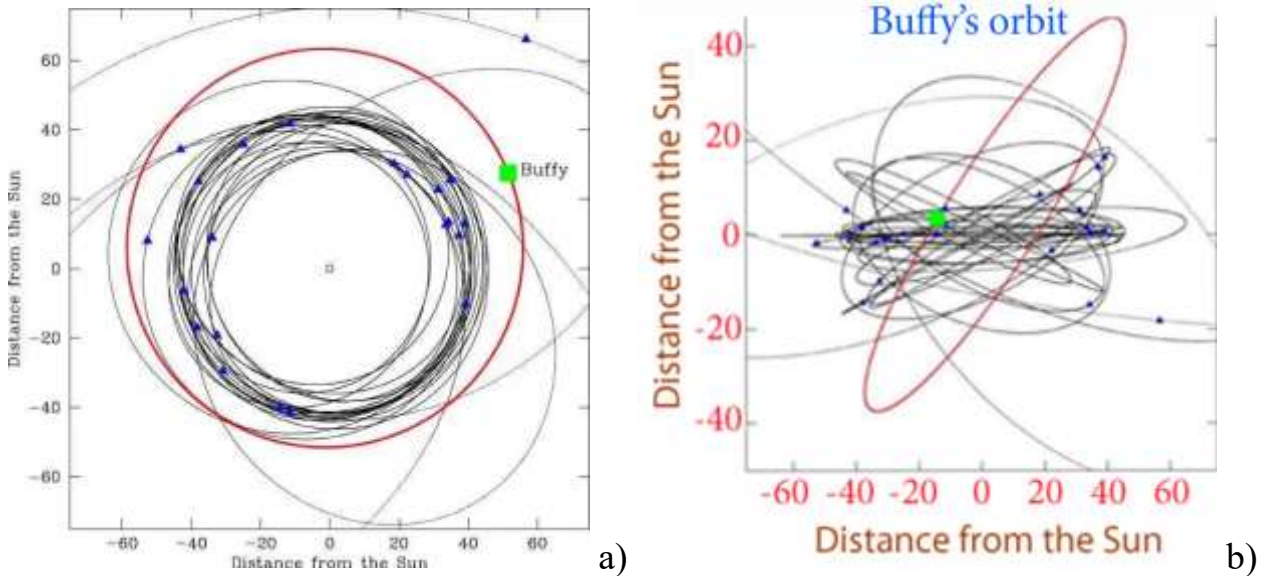 60
40
20
0
-20
-40
-60
-60 -40 -20 0 20 40 60
Distance from the Sun
Distance from the Sun
Buffy
a)
Buffy's orbit
40
20
0
-20
-40
-60 -40 -20 0 20 40 60
Distance from the Sun
Distance from the Sun
b)